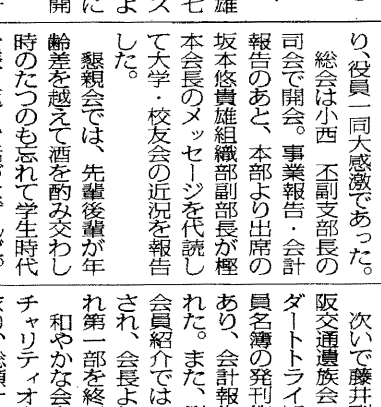 り、役員一同大感激であった。
総会は小西 丕副支部長の
司会で開会。事業報告・会計
報告のあと、本部より出席の
坂本悠貴雄組織部副部長が樫
本会長のメッセージを代読し
て大学・校友会の近況を報告
した。
懇親会では、先輩後輩が年
齢差を越えて酒を酌み交わし
時のたつのも忘れて学生時代
次いで藤井
阪交通遺族会
ダートトライ
員名簿の発刊
あり、会計報
れた。また、
会員紹介では
され、会長よ
れ第一部を終
和やかな会
チャリティオ